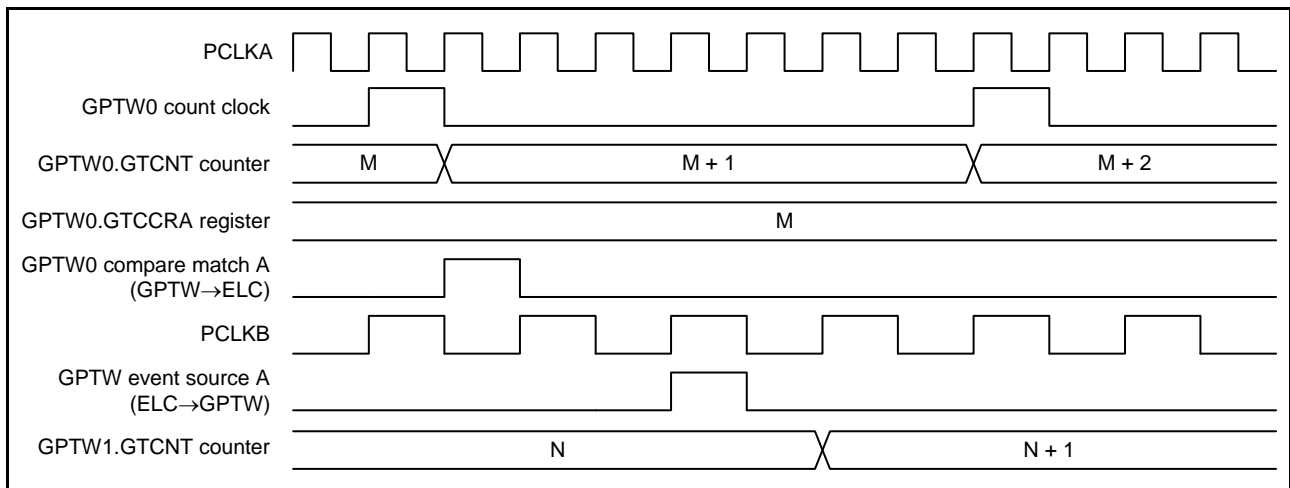 PCLKA
GPTW0 count clock
GPTW0.GTCNT counter
M
M + 1
M + 2
GPTW0.GTCCRA register
M
GPTW0 compare match A
(GPTW→ELC)
PCLKB
GPTW event source A
(ELC→GPTW)
GPTW1.GTCNT counter
N
N + 1